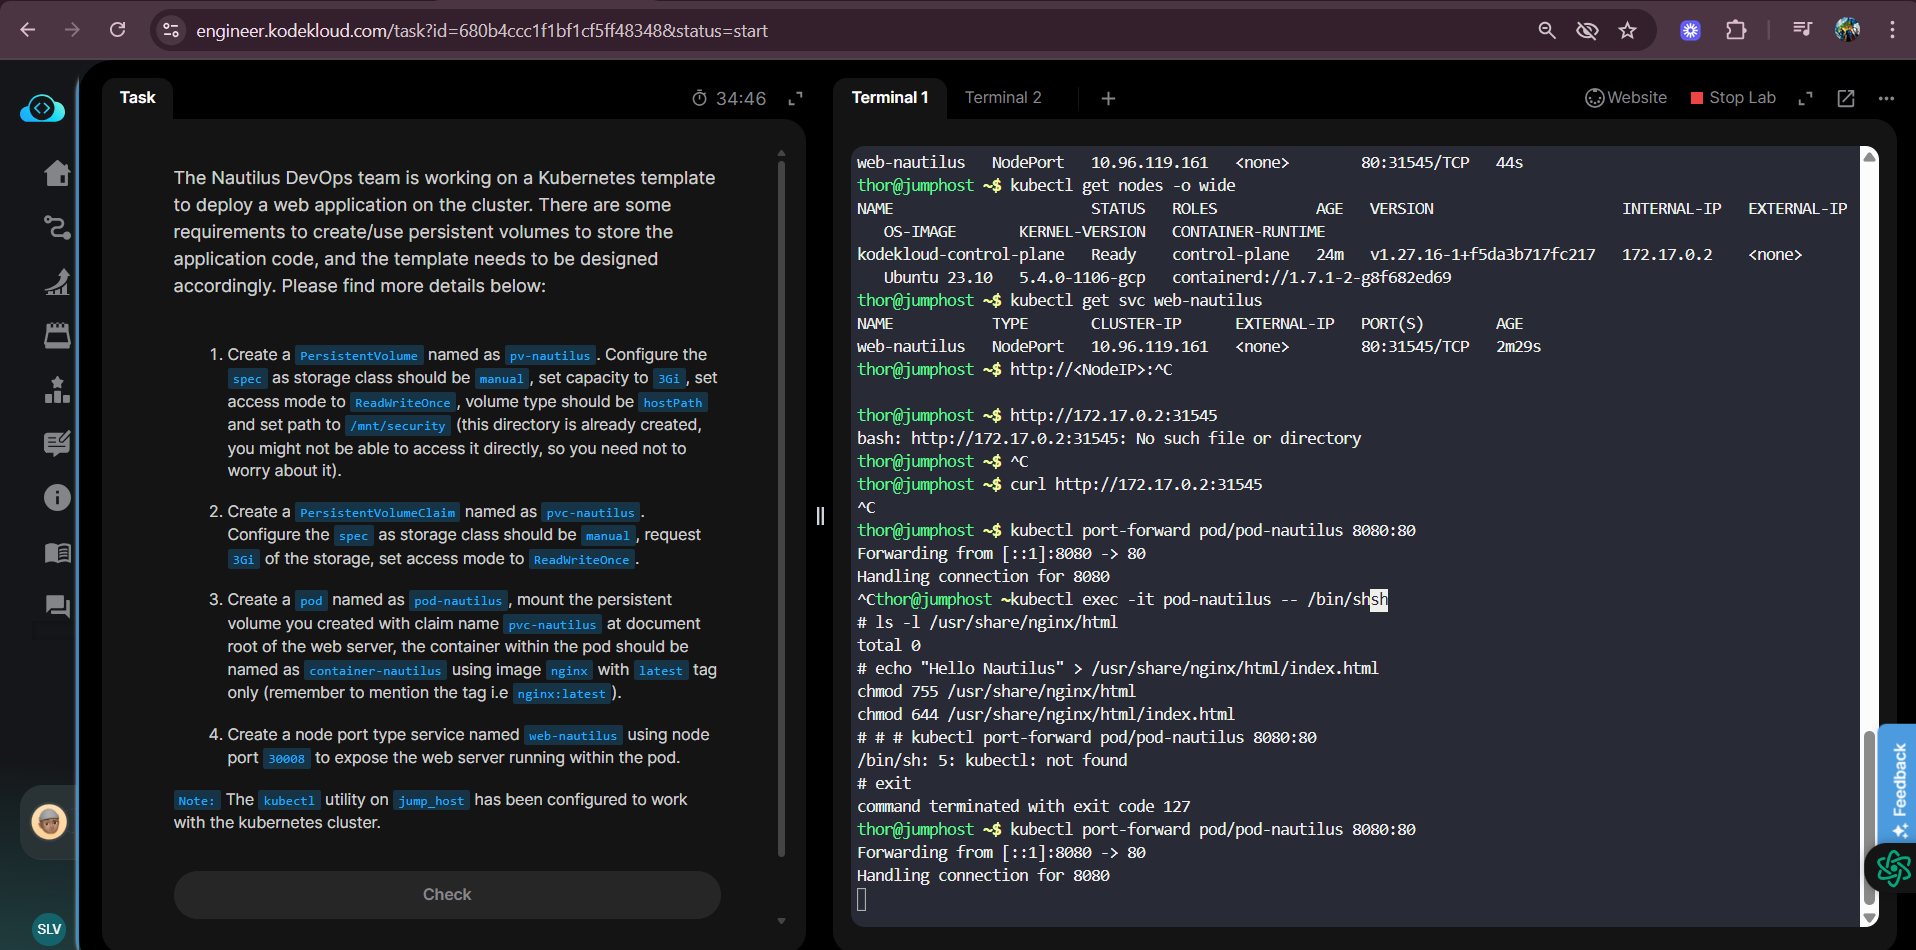 engineer.kodekloud.com/task?id=680b4ccc1f1bf1cf5ff48348&status=start
Task
34:46
The Nautilus DevOps team is working on a Kubernetes template
to deploy a web application on the cluster. There are some
requirements to create/use persistent volumes to store the
application code, and the template needs to be designed
accordingly. Please find more details below:
1. Create a PersistentVolume named as pv-nautilus. Configure the
spec as storage class should be manual, set capacity to 3Gi, set
access mode to ReadWriteOnce, volume type should be hostPath
and set path to /mnt/security (this directory is already created,
you might not be able to access it directly, so you need not to
worry about it).
2. Create a PersistentVolumeClaim named as pvc-nautilus.
Configure the spec as storage class should be manual, request
3Gi of the storage, set access mode to ReadWriteOnce.
3. Create a pod named as pod-nautilus, mount the persistent
volume you created with claim name pvc-nautilus at document
root of the web server, the container within the pod should be
named as container-nautilus using image nginx with latest tag
only (remember to mention the tag i.e nginx:latest).
4. Create a node port type service named web-nautilus using node
port 30008 to expose the web server running within the pod.
Note: The kubectl utility on jump_host has been configured to work
with the kubernetes cluster.
Check
SLV
Terminal 1
Terminal 2
Website
Stop Lab
web-nautilus NodePort 10.96.119.161 <none> 80:31545/TCP 44s
thor@jumphost ~$ kubectl get nodes -o wide
NAME STATUS ROLES AGE VERSION INTERNAL-IP EXTERNAL-IP
OS-IMAGE KERNEL-VERSION CONTAINER-RUNTIME
kodekloud-control-plane Ready control-plane 24m v1.27.16-1+f5da3b717fc217 172.17.0.2 <none>
Ubuntu 23.10 5.4.0-1106-gcp containerd://1.7.1-2-g8f682ed69
thor@jumphost ~$ kubectl get svc web-nautilus
NAME TYPE CLUSTER-IP EXTERNAL-IP PORT(S) AGE
web-nautilus NodePort 10.96.119.161 <none> 80:31545/TCP 2m29s
thor@jumphost ~$ http://<NodeIP>:^C
thor@jumphost ~$ http://172.17.0.2:31545
bash: http://172.17.0.2:31545: No such file or directory
thor@jumphost ~$ ^C
thor@jumphost ~$ curl http://172.17.0.2:31545
^C
thor@jumphost ~$ kubectl port-forward pod/pod-nautilus 8080:80
Forwarding from [::1]:8080 -> 80
Handling connection for 8080
^Cthor@jumphost ~kubectl exec -it pod-nautilus -- /bin/shsh
# ls -l /usr/share/nginx/html
total 0
# echo "Hello Nautilus" > /usr/share/nginx/html/index.html
chmod 755 /usr/share/nginx/html
chmod 644 /usr/share/nginx/html/index.html
# # # kubectl port-forward pod/pod-nautilus 8080:80
/bin/sh: 5: kubectl: not found
# exit
command terminated with exit code 127
thor@jumphost ~$ kubectl port-forward pod/pod-nautilus 8080:80
Forwarding from [::1]:8080 -> 80
Handling connection for 8080
Feedback